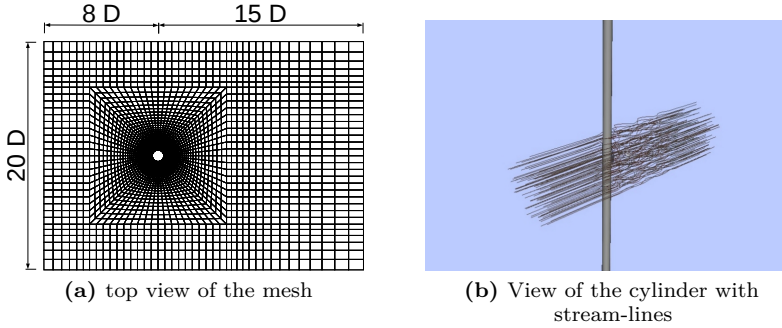 8 D
15 D
20 D
(a) top view of the mesh
(b) View of the cylinder with
stream-lines